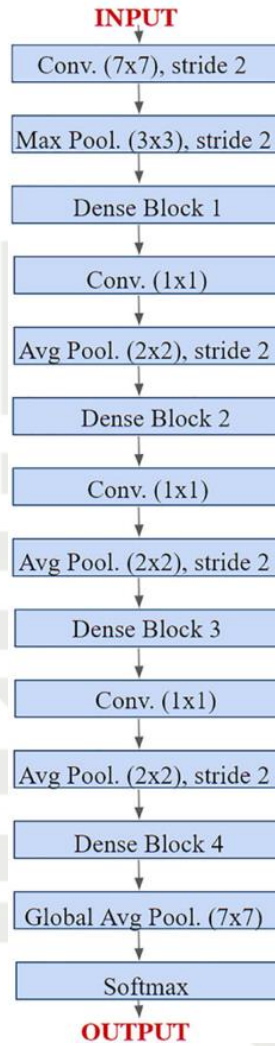 INPUT
Conv. (7x7), stride 2
Max Pool. (3x3), stride 2
Dense Block 1
Conv. (1x1)
Avg Pool. (2x2), stride 2
Dense Block 2
Conv. (1x1)
Avg Pool. (2x2), stride 2
Dense Block 3
Conv. (1x1)
Avg Pool. (2x2), stride 2
Dense Block 4
Global Avg Pool. (7x7)
Softmax
OUTPUT